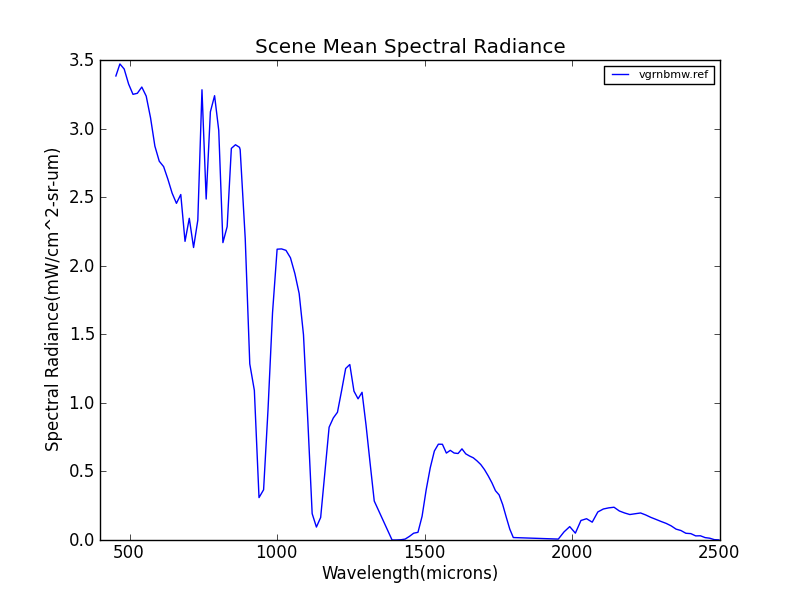 Scene Mean Spectral Radiance
vgrnbmw.ref
3.5
3.0
2.5
2.0
1.5
1.0
0.5
0.0
Spectral Radiance(mW/cm^2-sr-um)
500 1000 1500 2000 2500
Wavelength(microns)